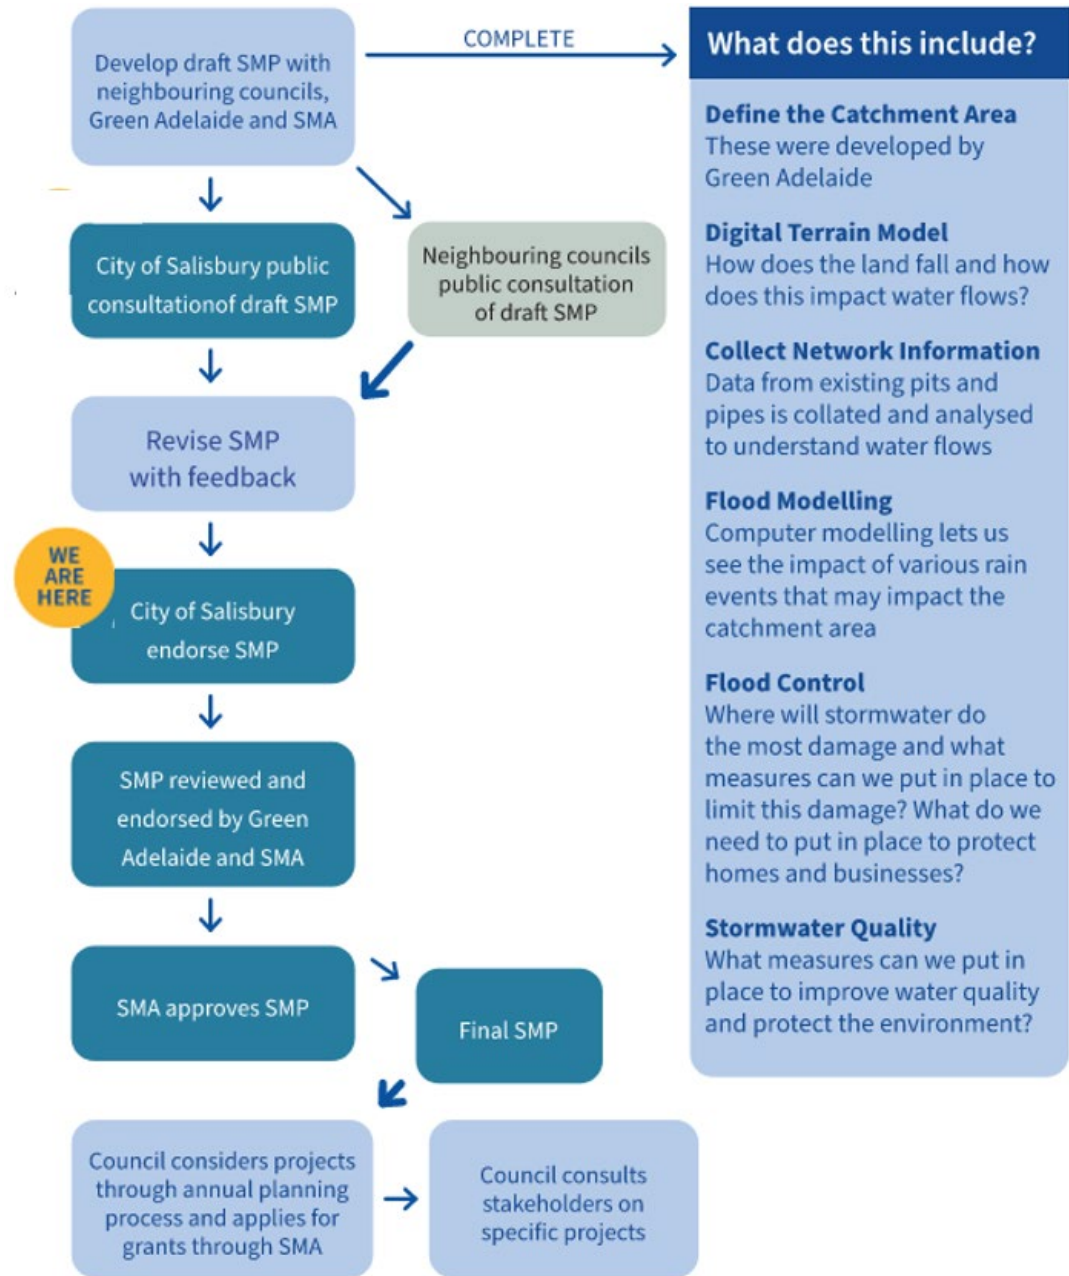 Develop draft SMP with
neighbouring councils,
Green Adelaide and SMA
COMPLETE
City of Salisbury public
consultationof draft SMP
Neighbouring councils
public consultation
of draft SMP
Revise SMP
with feedback
WE
ARE
HERE
City of Salisbury
endorse SMP
SMP reviewed and
endorsed by Green
Adelaide and SMA
SMA approves SMP
Final SMP
Council considers projects
through annual planning
process and applies for
grants through SMA
Council consults
stakeholders on
specific projects
What does this include?
Define the Catchment Area
These were developed by
Green Adelaide
Digital Terrain Model
How does the land fall and how
does this impact water flows?
Collect Network Information
Data from existing pits and
pipes is collated and analysed
to understand water flows
Flood Modelling
Computer modelling lets us
see the impact of various rain
events that may impact the
catchment area
Flood Control
Where will stormwater do
the most damage and what
measures can we put in place to
limit this damage? What do we
need to put in place to protect
homes and businesses?
Stormwater Quality
What measures can we put in
place to improve water quality
and protect the environment?